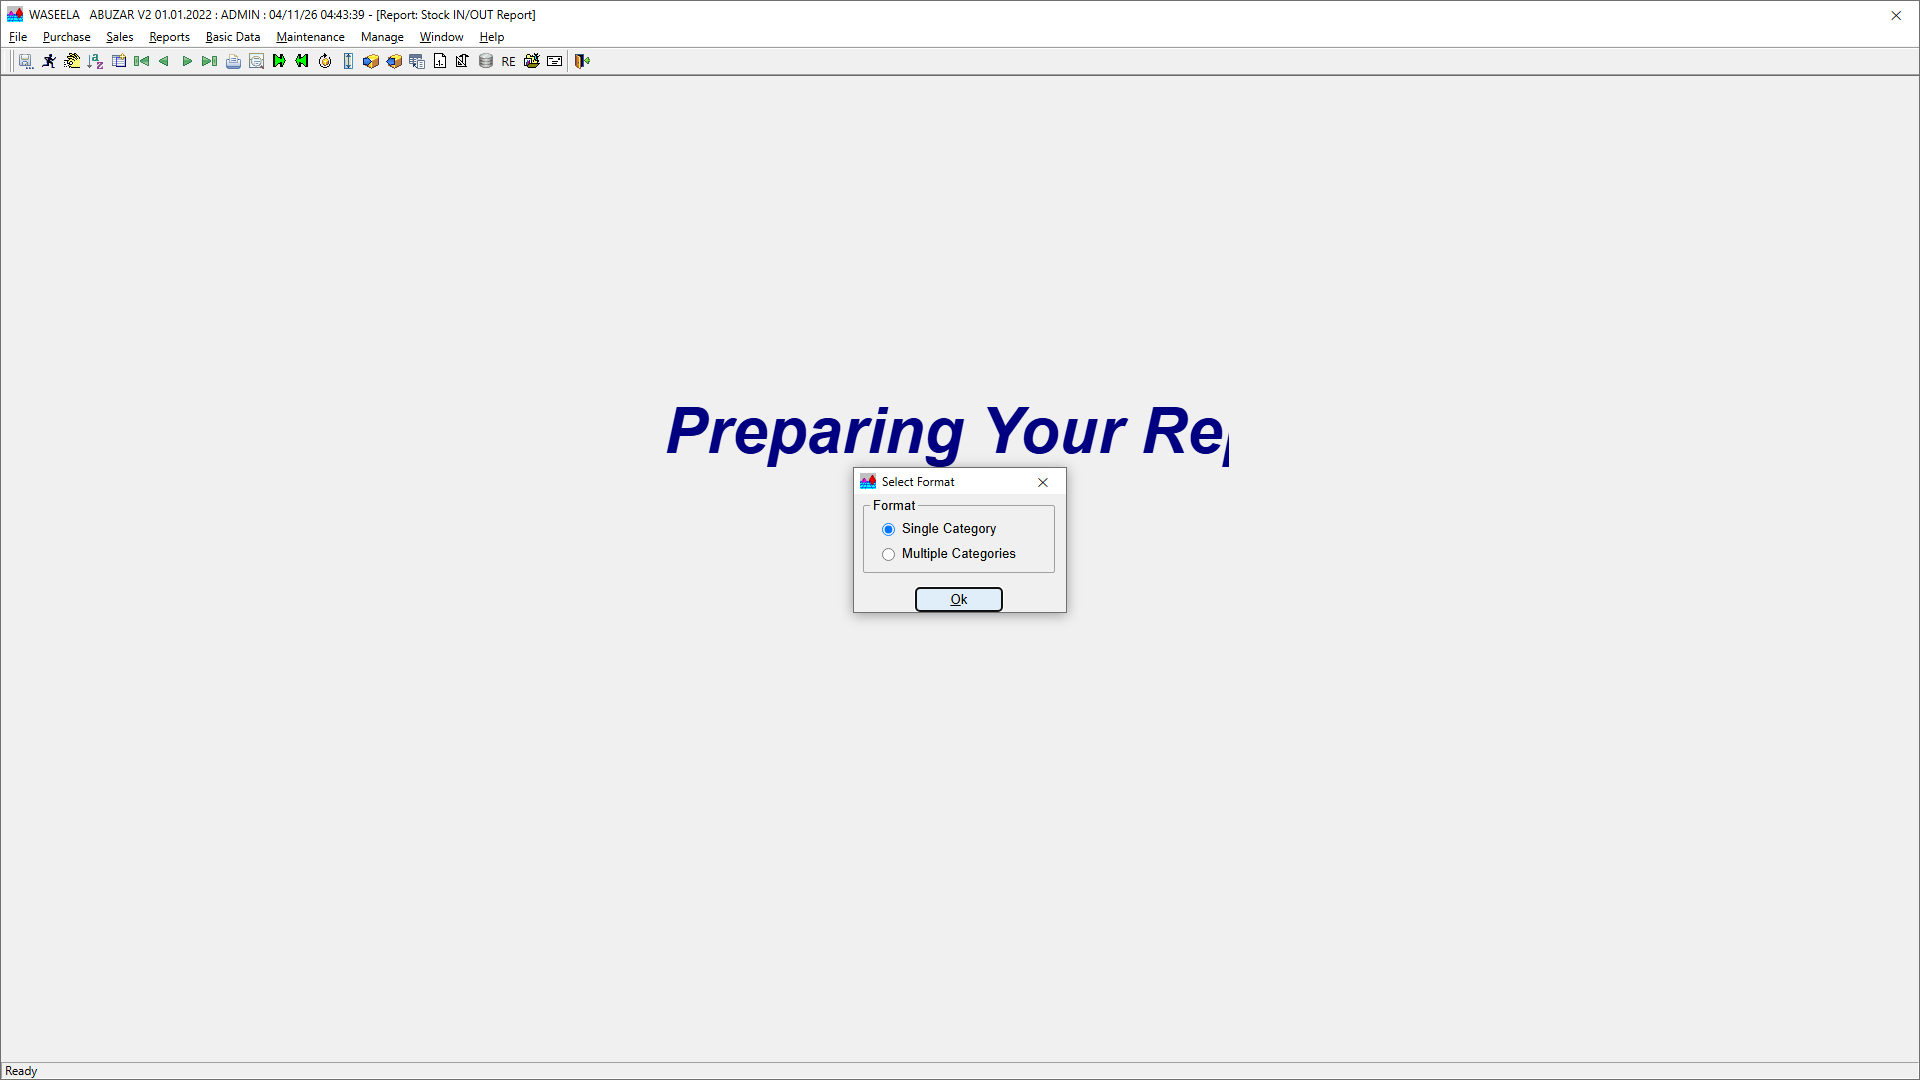 WASEELA ABUZAR V2 01.01.2022 : ADMIN : 04/11/26 04:43:39 - [Report: Stock IN/OUT Report]
File Purchase Sales Reports Basic Data Maintenance Manage Window Help
RE
Preparing Your Rep
Select Format
Format
Single Category
Multiple Categories
Ok
Ready